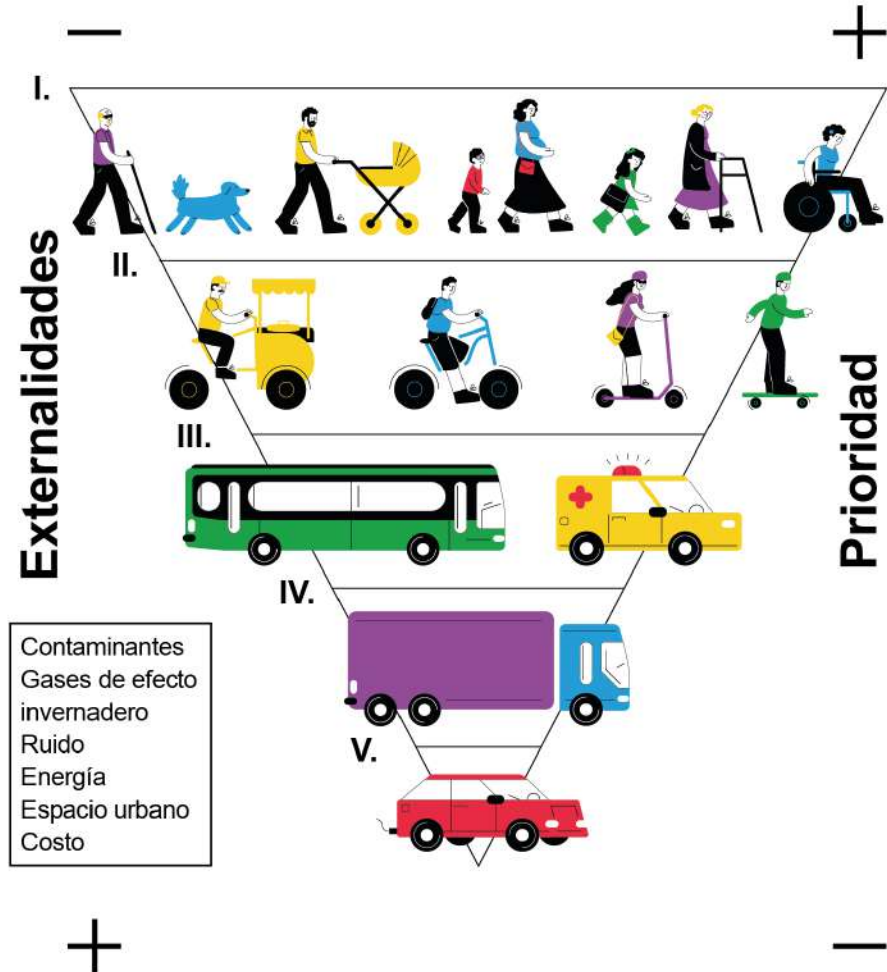 − +
I.
II.
III.
IV.
V.
Externalidades
Prioridad
Contaminantes
Gases de efecto
invernadero
Ruido
Energía
Espacio urbano
Costo
+ −